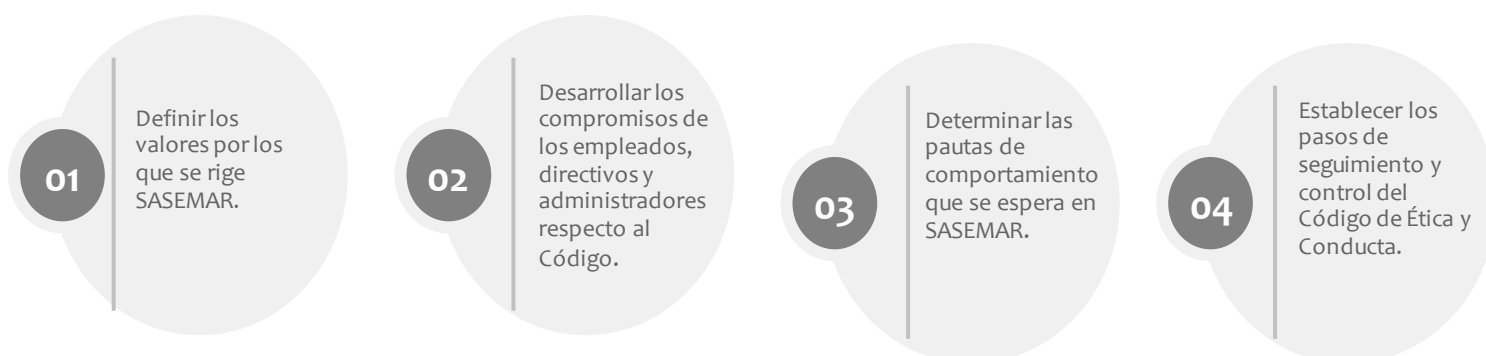 01
Definir los
valores por los
que se rige
SASEMAR.
02
Desarrollar los
compromisos de
los empleados,
directivos y
administradores
respecto al
Código.
03
Determinar las
pautas de
comportamiento
que se espera en
SASEMAR.
04
Establecer los
pasos de
seguimiento y
control del
Código de Ética y
Conducta.